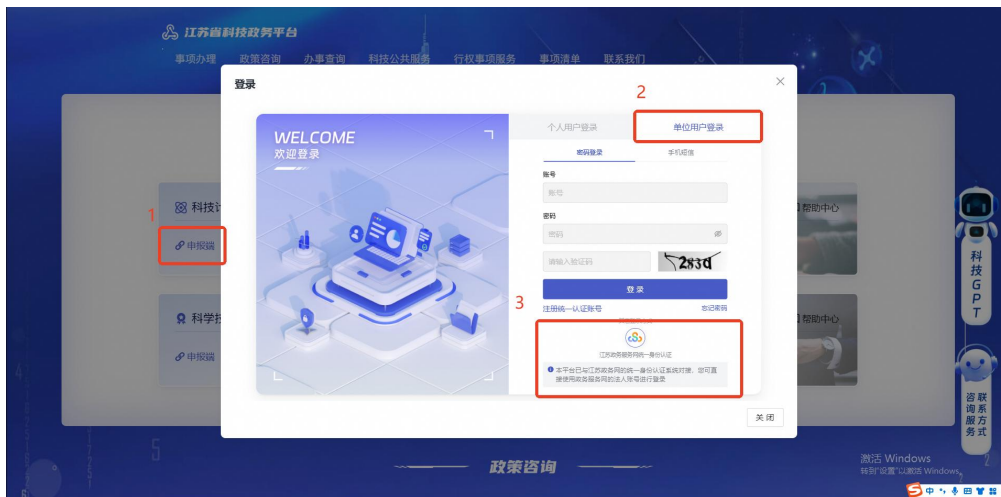 江苏省科技政务平台
事项办理 政策咨询 办事查询 科技公共服务 行权事项服务 事项清单 联系我们
登录
2
个人用户登录 单位用户登录
WELCOME
欢迎登录
密码登录 手机短信
账号
账号
密码
密码
请输入验证码 283d
登录
注册统一认证账号 忘记密码
3
江苏政务服务网统一身份认证
本平台已与江苏政务网的统一身份认证系统对接，您可直
接使用政务服务网的法人账号进行登录
关闭
1
科技计
申报端
科学技
申报端
帮助中心
帮助中心
科技GPT
联系方式
咨询服务
5
政策咨询
激活 Windows
转到"设置"以激活 Windows。
中